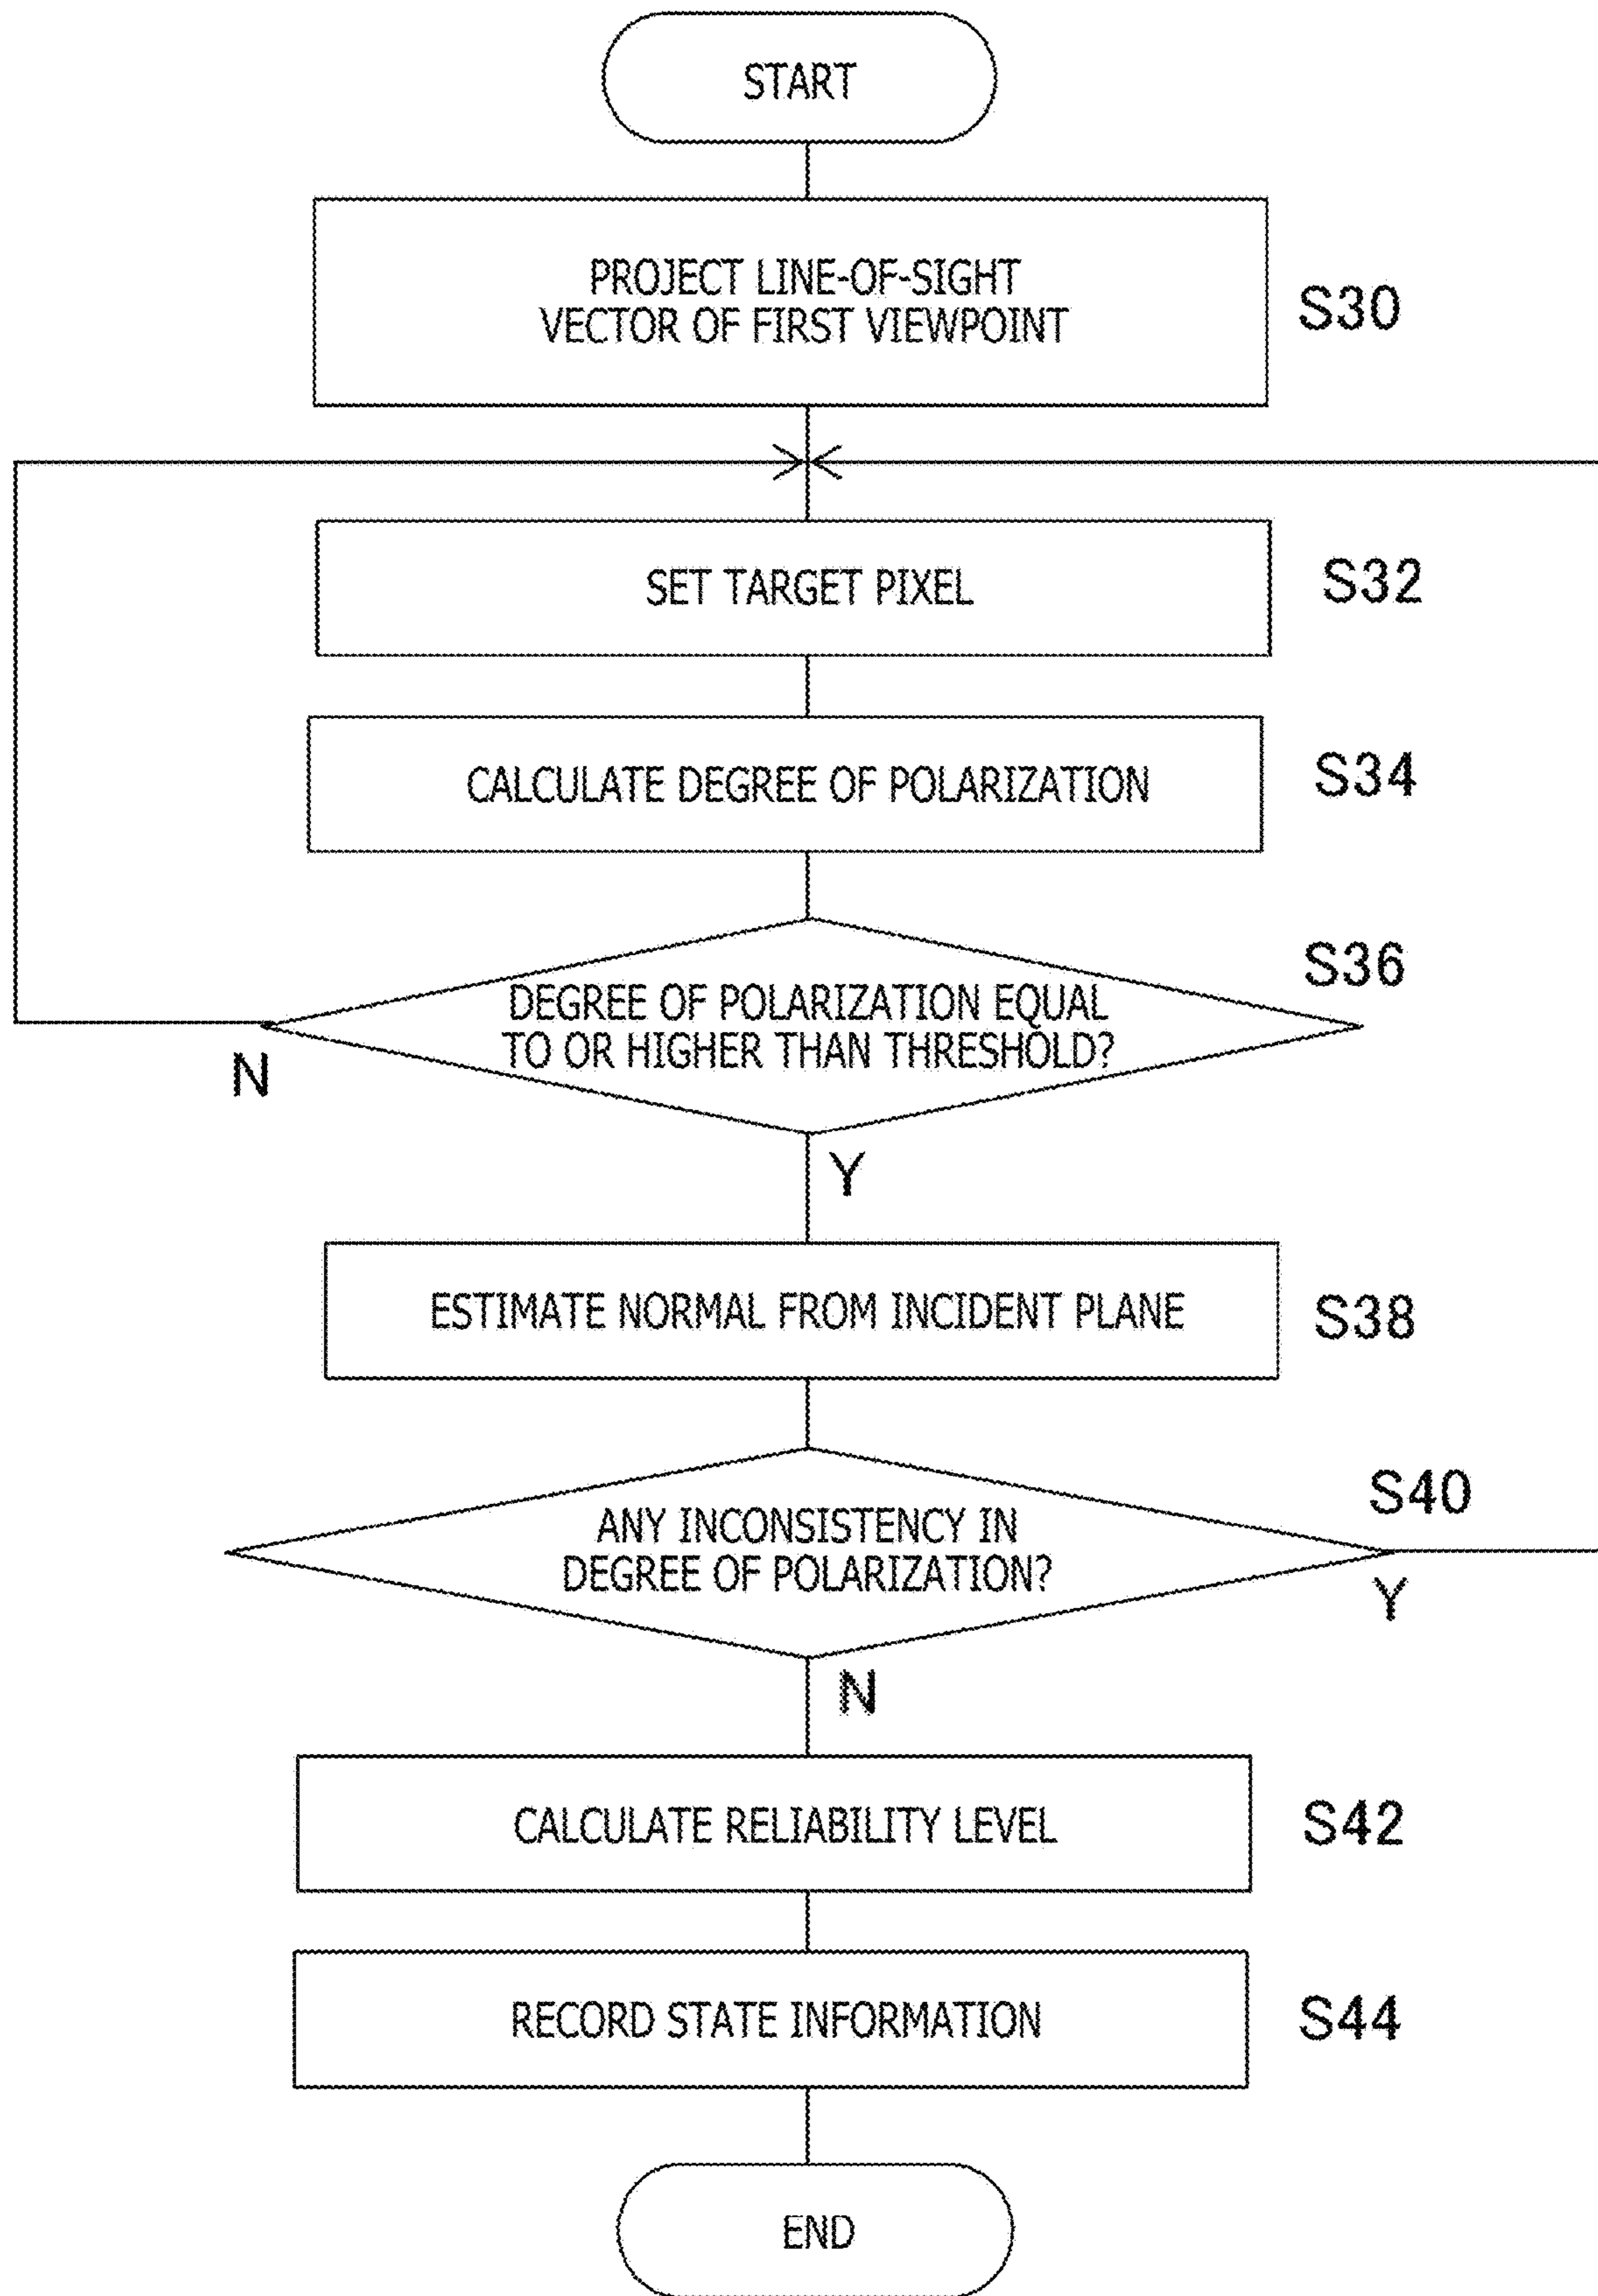 START
PROJECT LINE-OF-SIGHT
VECTOR OF FIRST VIEWPOINT
S30
SET TARGET PIXEL
S32
CALCULATE DEGREE OF POLARIZATION
S34
DEGREE OF POLARIZATION EQUAL
TO OR HIGHER THAN THRESHOLD?
S36
N
Y
ESTIMATE NORMAL FROM INCIDENT PLANE
S38
ANY INCONSISTENCY IN
DEGREE OF POLARIZATION?
S40
Y
N
CALCULATE RELIABILITY LEVEL
S42
RECORD STATE INFORMATION
S44
END